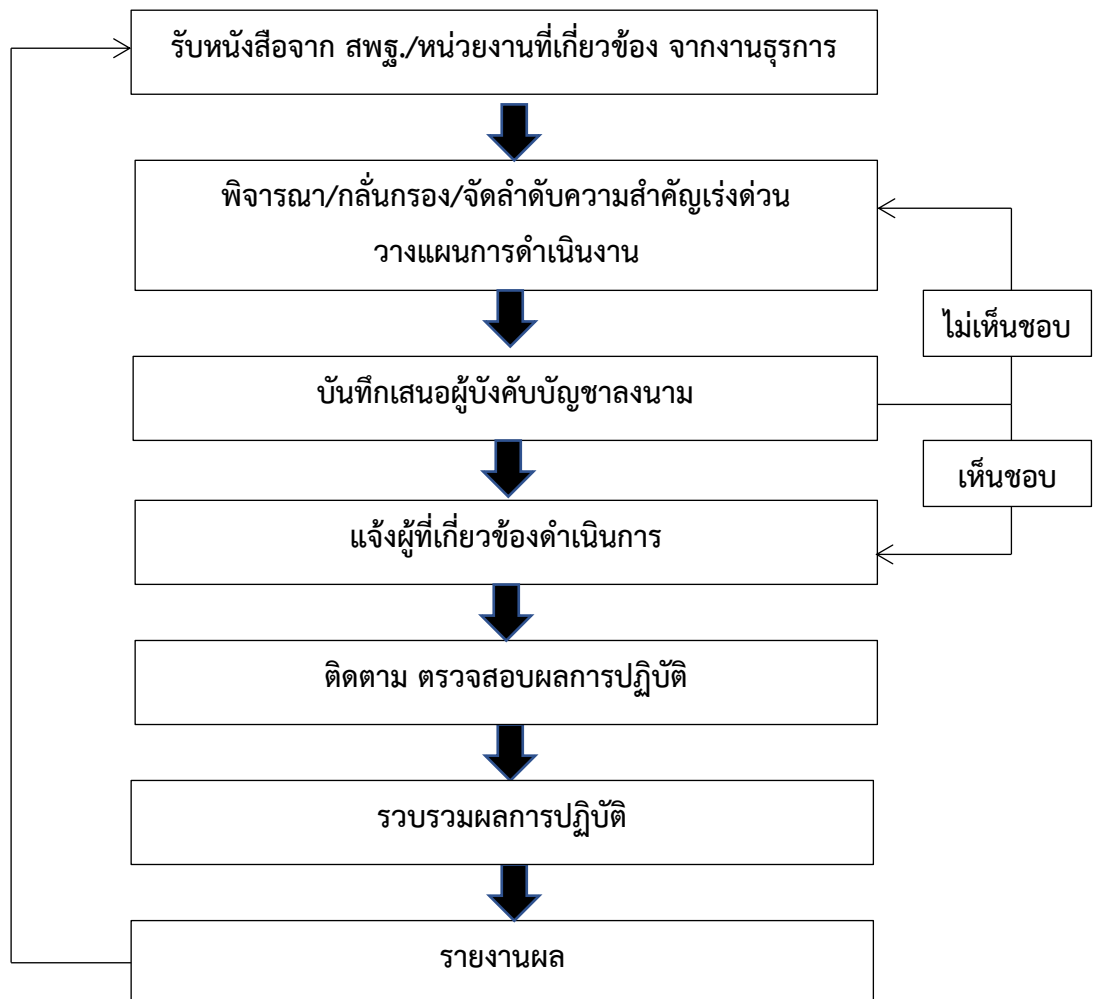 รับหนังสือจาก สพฐ./หน่วยงานที่เกี่ยวข้อง จากงานธุรการ
พิจารณา/กลั่นกรอง/จัดลำดับความสำคัญเร่งด่วน
วางแผนการดำเนินงาน
ไม่เห็นชอบ
บันทึกเสนอผู้บังคับบัญชาลงนาม
เห็นชอบ
แจ้งผู้ที่เกี่ยวข้องดำเนินการ
ติดตาม ตรวจสอบผลการปฏิบัติ
รวบรวมผลการปฏิบัติ
รายงานผล